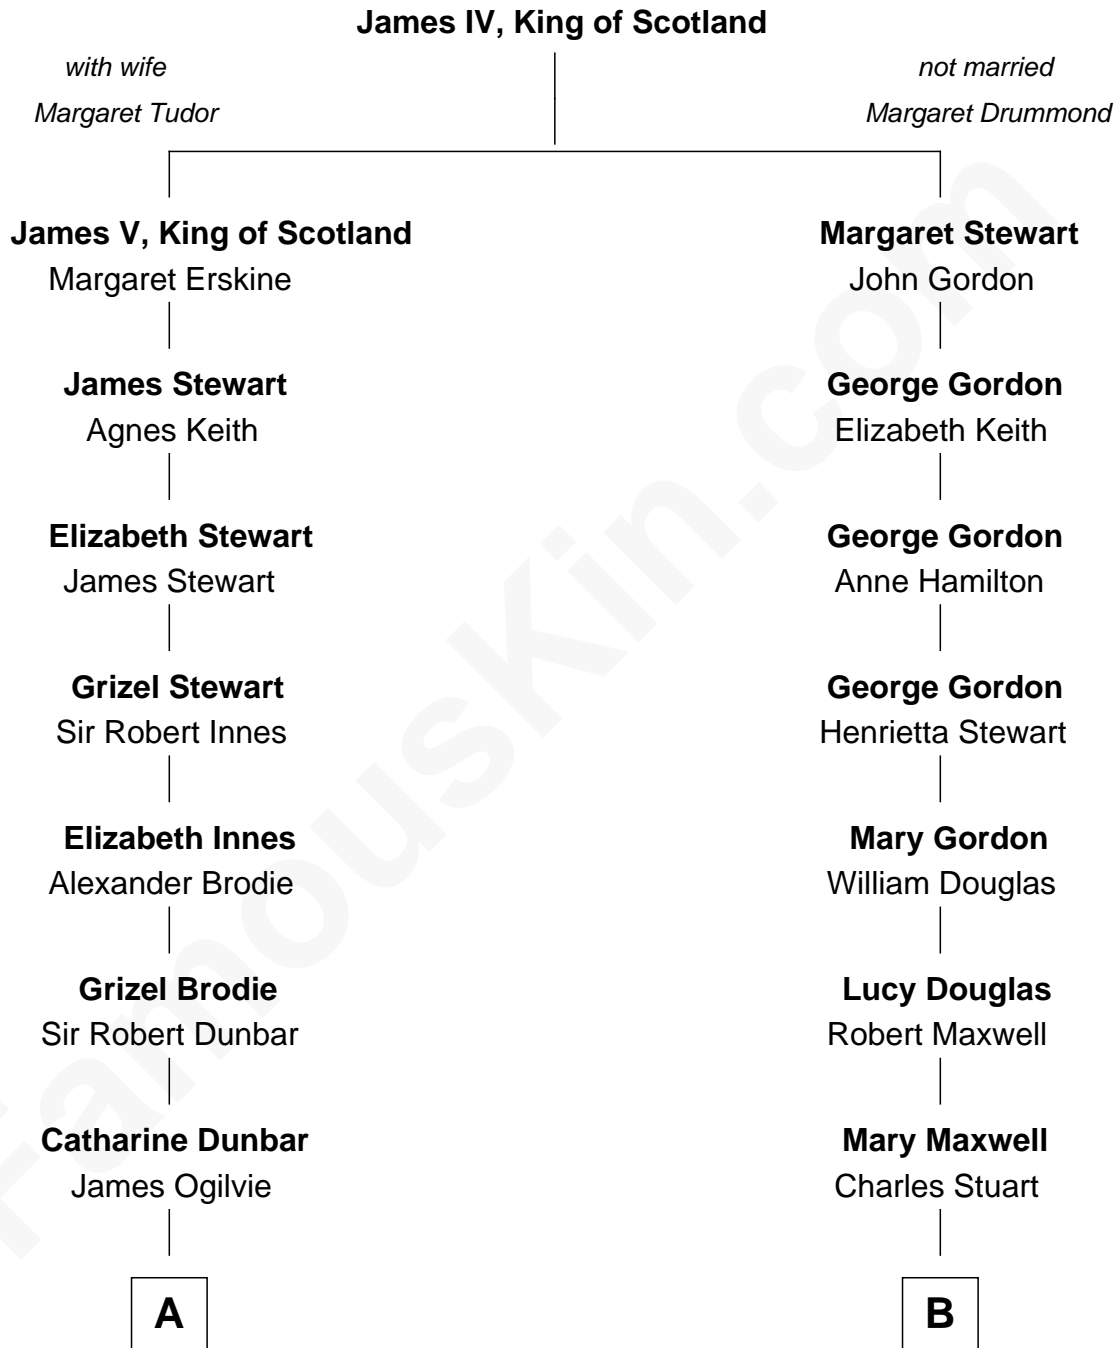 James IV, King of Scotland
with wife
Margaret Tudor
not married
Margaret Drummond
James V, King of Scotland
Margaret Erskine
Margaret Stewart
John Gordon
James Stewart
Agnes Keith
George Gordon
Elizabeth Keith
Elizabeth Stewart
James Stewart
George Gordon
Anne Hamilton
Grizel Stewart
Sir Robert Innes
George Gordon
Henrietta Stewart
Elizabeth Innes
Alexander Brodie
Mary Gordon
William Douglas
Grizel Brodie
Sir Robert Dunbar
Lucy Douglas
Robert Maxwell
Catharine Dunbar
James Ogilvie
Mary Maxwell
Charles Stuart
A
B
FamousKin.com